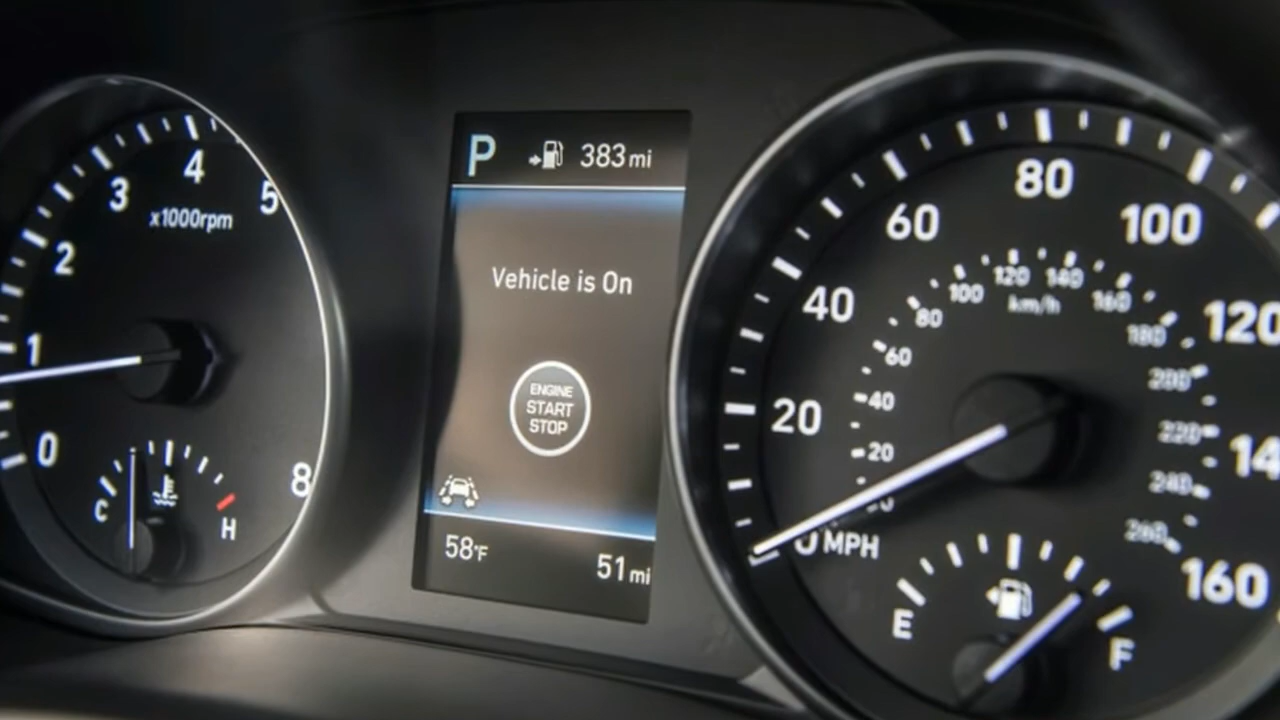 0
1
2
3
4
5
8
x1000rpm
C
H
P 383mi
Vehicle is On
ENGINE
START
STOP
58°F
51mi
0 MPH
20
40
60
80
100
120
160
20
40
60
80
100
120
140
160
180
200
220
240
260
km/h
E
F